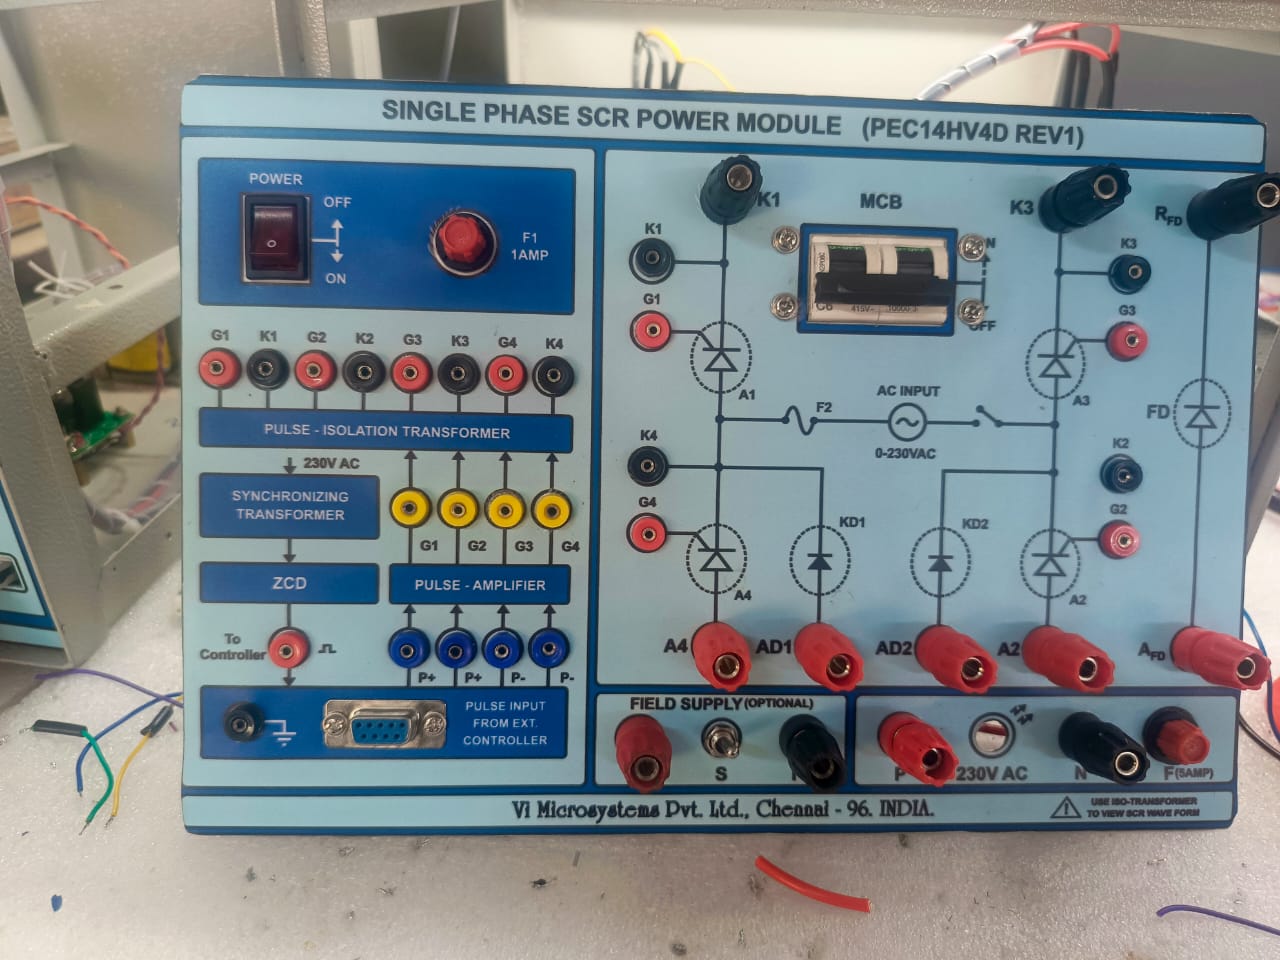 SINGLE PHASE SCR POWER MODULE (PEC14HV4D REV1)
POWER
OFF
ON
F1
1AMP
G1 K1 G2 K2 G3 K3 G4 K4
PULSE - ISOLATION TRANSFORMER
230V AC
SYNCHRONIZING
TRANSFORMER
G1 G2 G3 G4
ZCD
PULSE - AMPLIFIER
To
Controller
P+ P+ P- P-
PULSE INPUT
FROM EXT.
CONTROLLER
K1
MCB
K3
RFD
K1
N
K3
G1
415V~ 10000 3
OFF
G3
A1
A3
AC INPUT
F2
FD
0-230VAC
K4
K2
G4
G2
KD1
KD2
A4
A2
A4
AD1
AD2
A2
AFD
FIELD SUPPLY (OPTIONAL)
S
P
230V AC
N
F(5AMP)
Vi Microsystems Pvt. Ltd., Chennai - 96. INDIA.
USE ISO-TRANSFORMER
TO VIEW SCR WAVE FORM